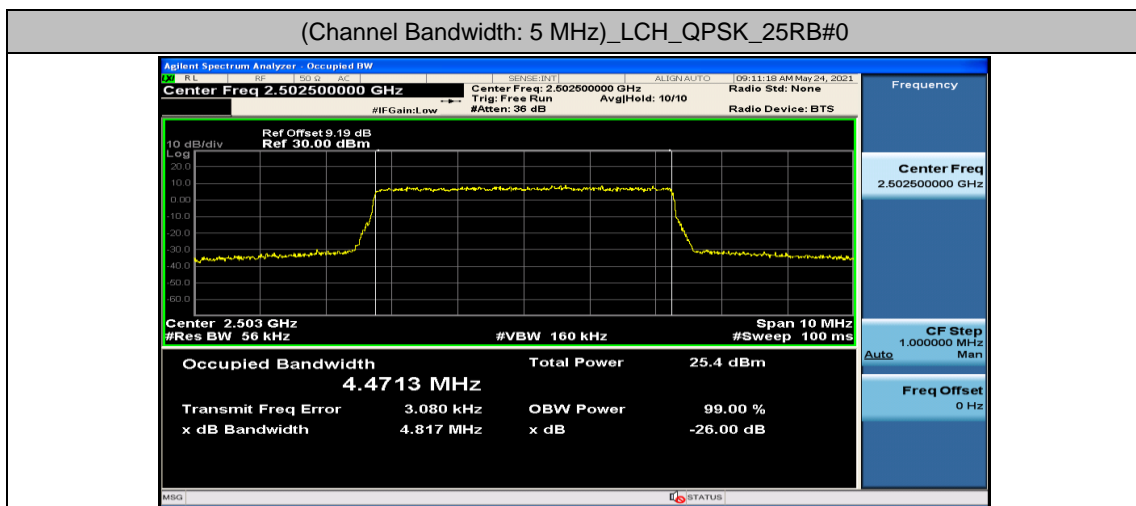 (Channel Bandwidth: 5 MHz)_LCH_QPSK_25RB#0
Agilent Spectrum Analyzer - Occupied BW
LXI RL RF 50 Ω AC SENSE:INT ALIGNAUTO 09:11:18 AM May 24, 2021
Center Freq 2.502500000 GHz
Center Freq: 2.502500000 GHz
Radio Std: None
Trig: Free Run Avg|Hold: 10/10
#IFGain:Low #Atten: 36 dB Radio Device: BTS
Frequency
Ref Offset 9.19 dB
10 dB/div Ref 30.00 dBm
Log
20.0
10.0
0.00
-10.0
-20.0
-30.0
-40.0
-50.0
-60.0
Center 2.503 GHz Span 10 MHz
#Res BW 56 kHz #VBW 160 kHz #Sweep 100 ms
Occupied Bandwidth Total Power 25.4 dBm
4.4713 MHz
Transmit Freq Error 3.080 kHz OBW Power 99.00 %
x dB Bandwidth 4.817 MHz x dB -26.00 dB
Center Freq
2.502500000 GHz
CF Step
1.000000 MHz
Auto Man
Freq Offset
0 Hz
MSG STATUS